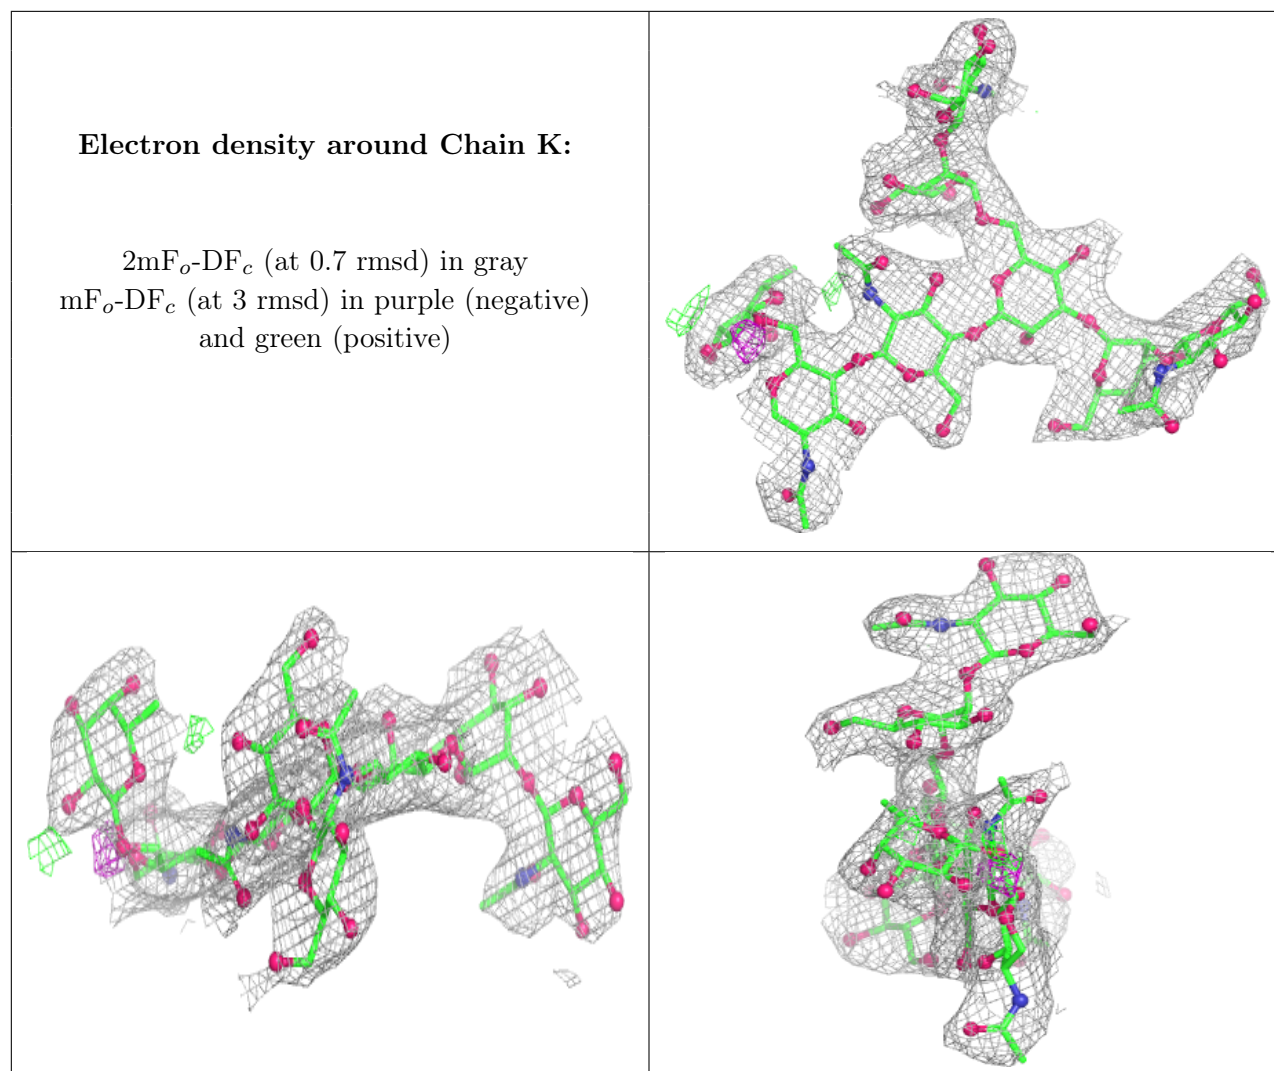 Electron density around Chain K:
2mFo-DFc (at 0.7 rmsd) in gray
mFo-DFc (at 3 rmsd) in purple (negative)
and green (positive)